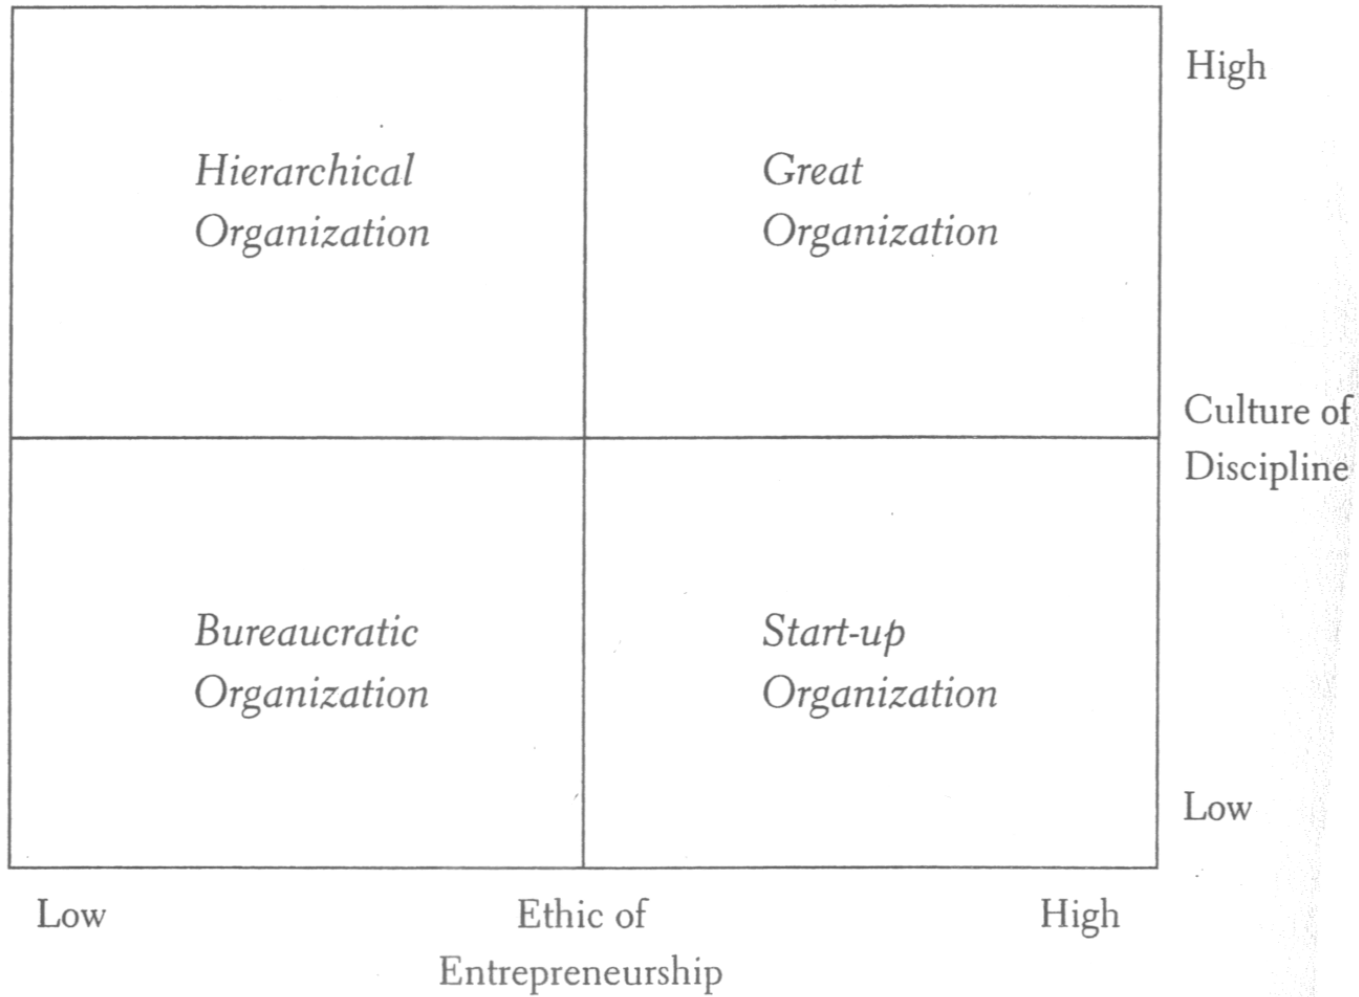 High
Hierarchical
Organization
Great
Organization
Culture of
Discipline
Bureaucratic
Organization
Start-up
Organization
Low
Low
Ethic of
Entrepreneurship
High